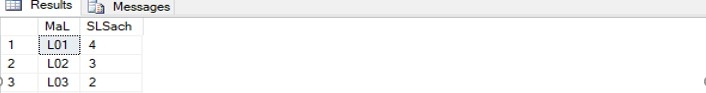 Results Messages
MaL SLSach
1 L01 4
2 L02 3
3 L03 2